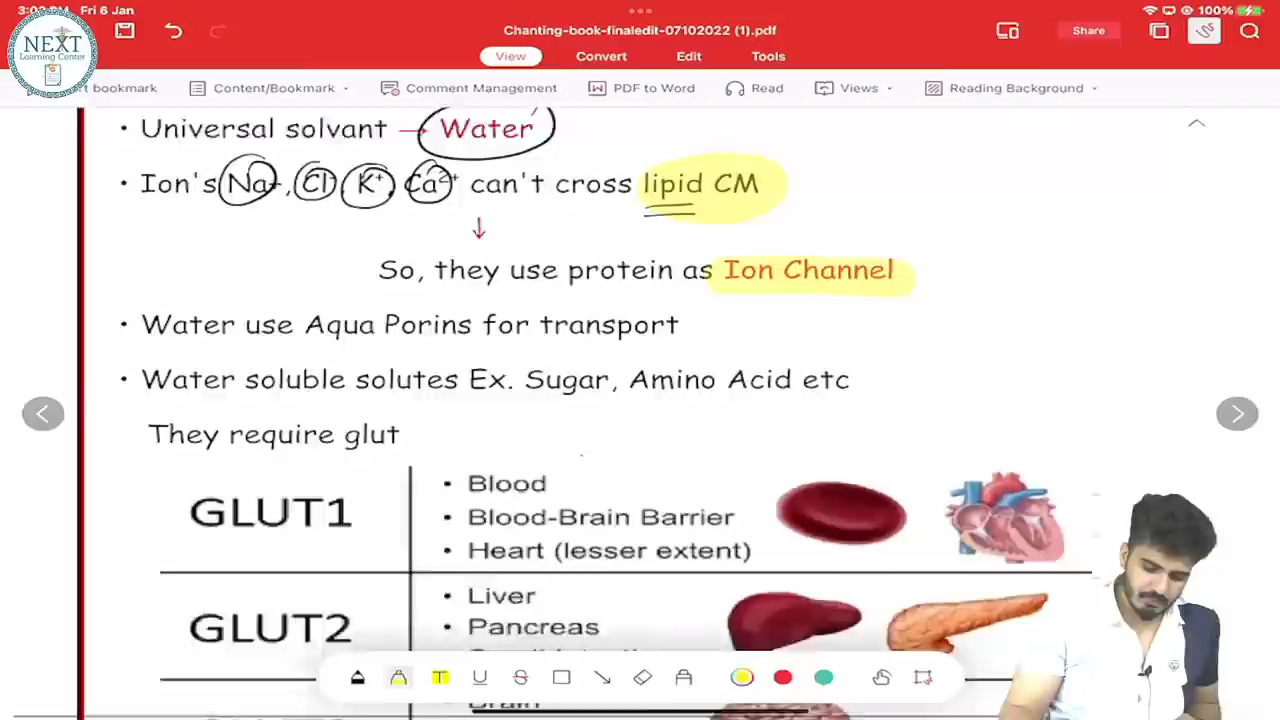 3:08 PM Fri 6 Jan
100%
NEXT
Learning Center
Chanting-book-finaledit-07102022 (1).pdf
Share
View Convert Edit Tools
bookmark Content/Bookmark Comment Management PDF to Word Read Views Reading Background
• Universal solvant → Water
• Ion's Na+, Cl-, K+, Ca2+ can't cross lipid CM
↓
So, they use protein as Ion Channel
• Water use Aqua Porins for transport
• Water soluble solutes Ex. Sugar, Amino Acid etc
They require glut
GLUT1
• Blood
• Blood-Brain Barrier
• Heart (lesser extent)
GLUT2
• Liver
• Pancreas
Brain